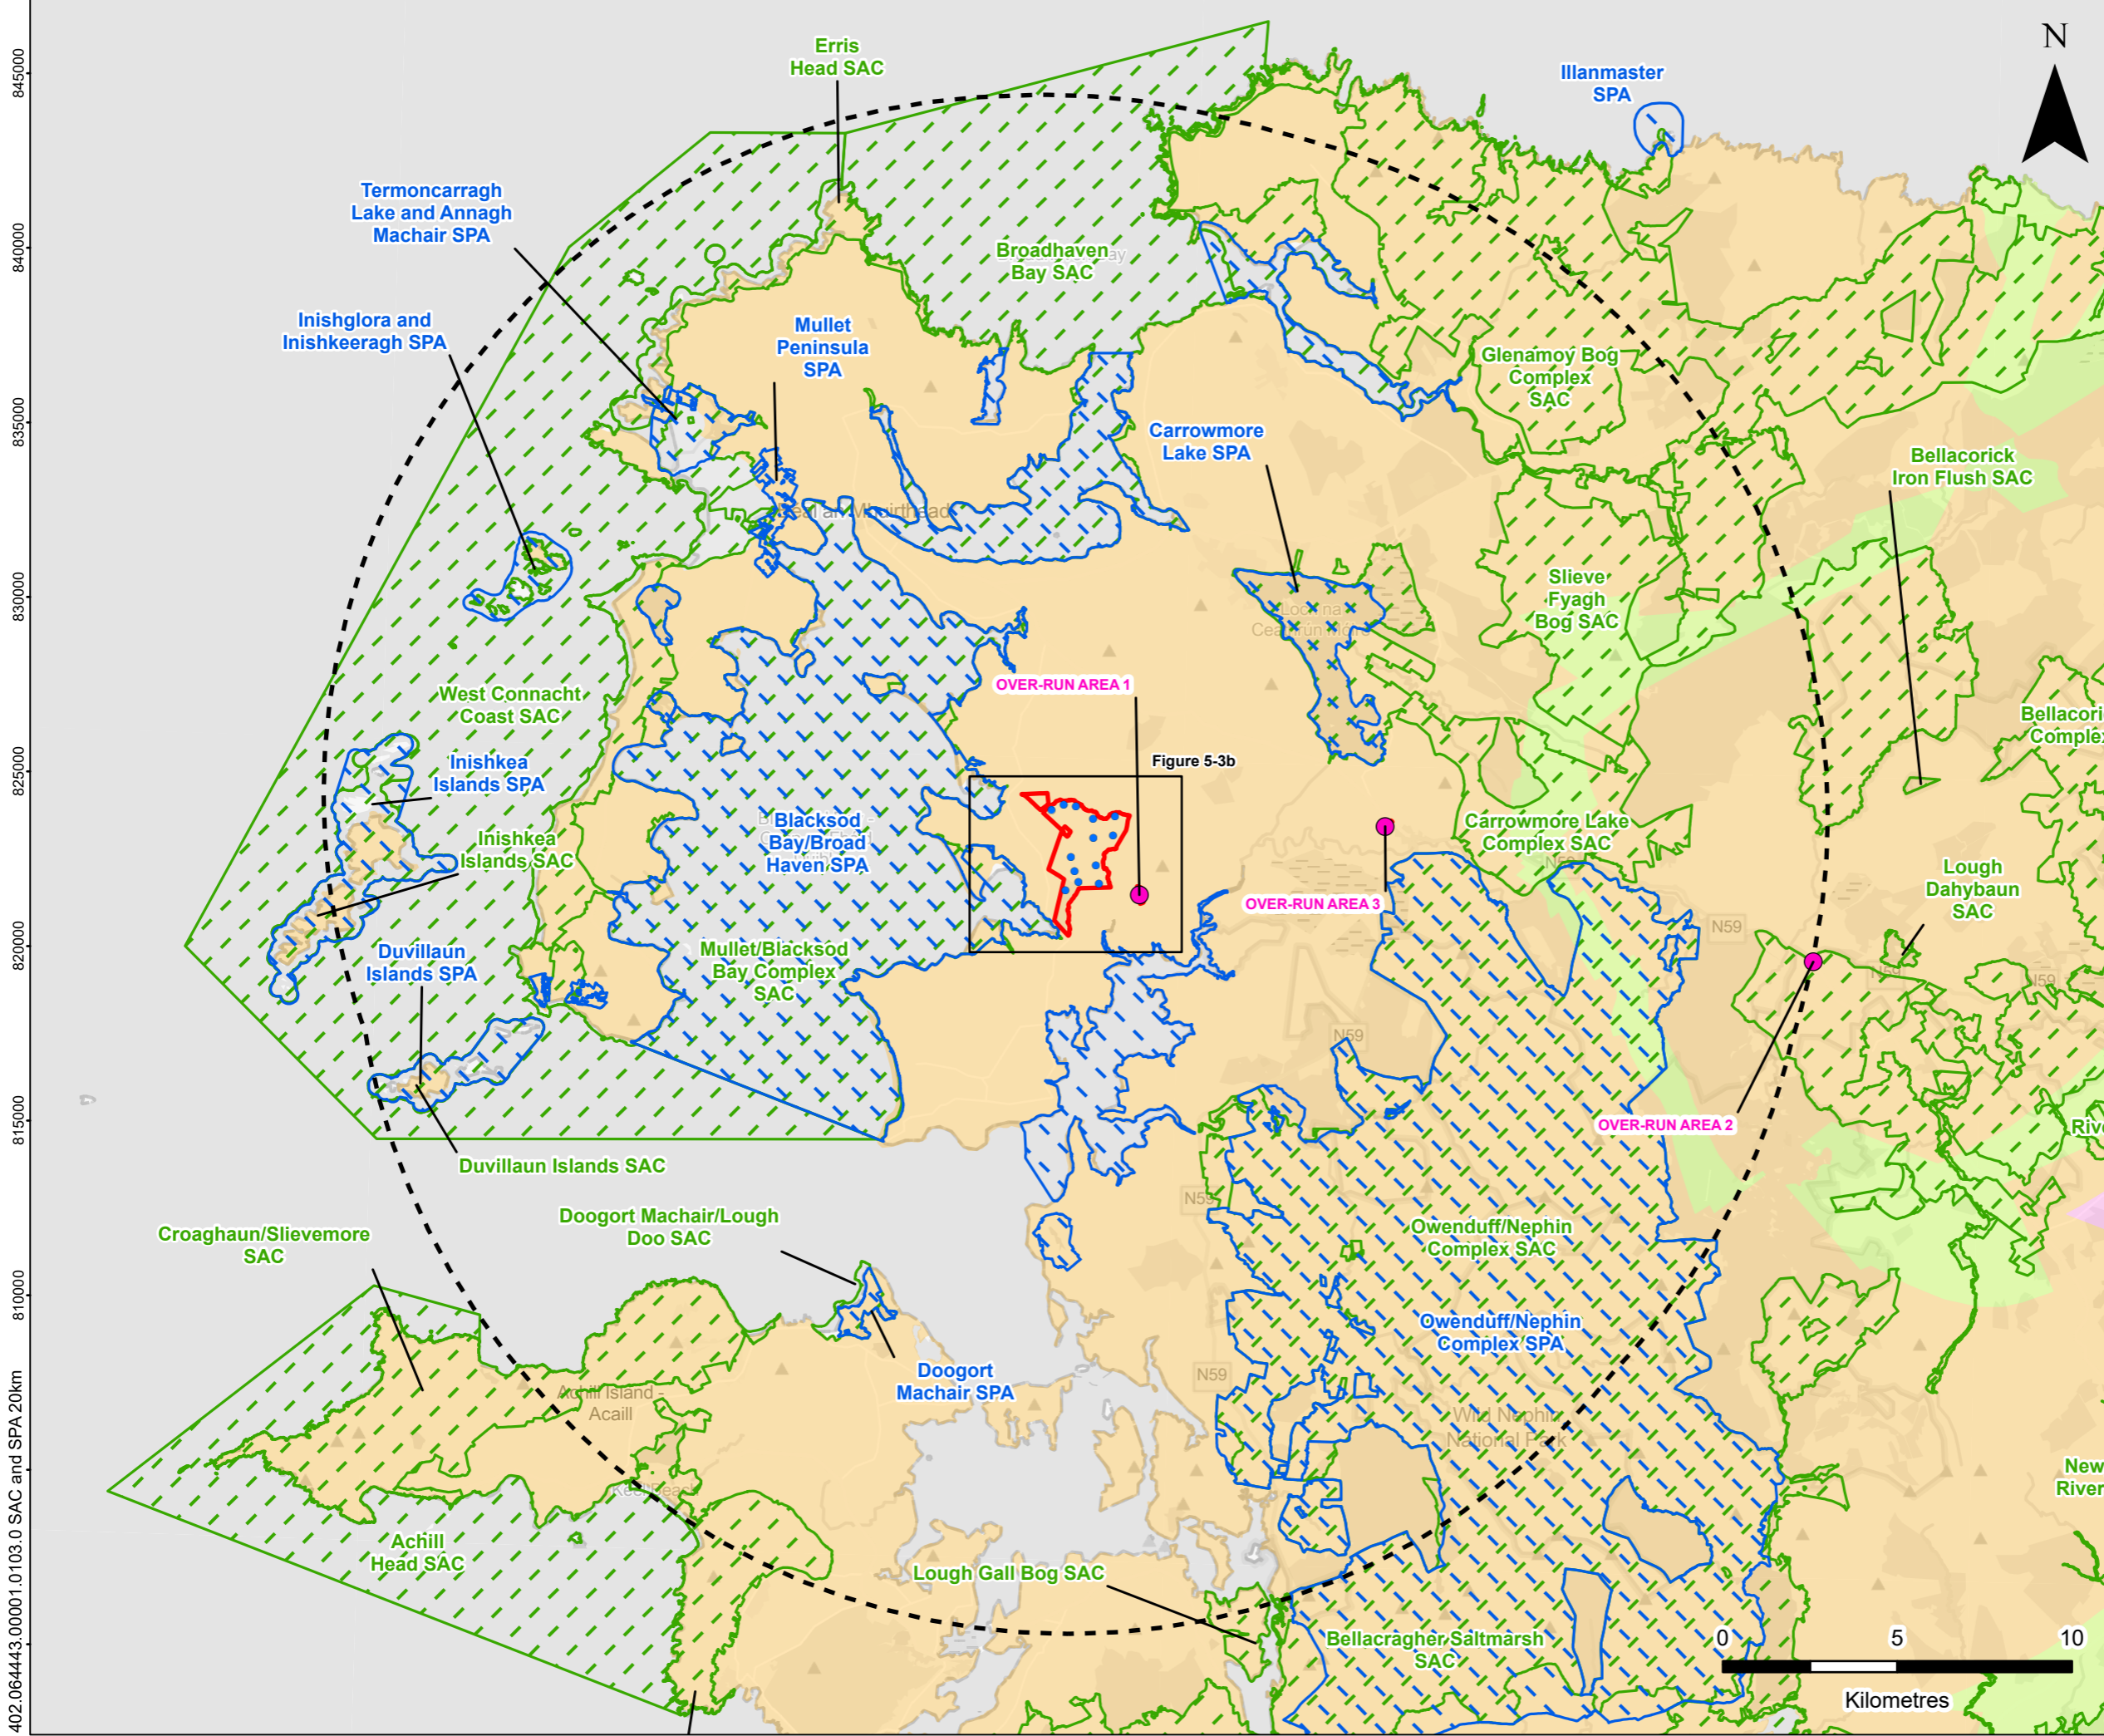 N
845000
840000
835000
830000
825000
820000
815000
810000
402.064443.00001.0103.0 SAC and SPA 20km
Erris
Head SAC
Illanmaster
SPA
Termoncarragh
Lake and Annagh
Machair SPA
Broadhaven
Bay SAC
Inishglora and
Inishkeeragh SPA
Mullet
Peninsula
SPA
Glenamoy Bog
Complex
SAC
Carrowmore
Lake SPA
Bellacorick
Iron Flush SAC
Slieve
Fyagh
Bog SAC
West Connacht
Coast SAC
OVER-RUN AREA 1
Bellacori
Complex
Figure 5-3b
Inishkea
Islands SPA
Blacksod
Bay/Broad
Haven SPA
Inishkea
Islands SAC
Carrowmore Lake
Complex SAC
N59
Lough
Dahybaun
SAC
OVER-RUN AREA 3
N59
Duvillaun
Islands SPA
Mullet/Blacksod
Bay Complex
SAC
N59
N59
N59
OVER-RUN AREA 2
Rive
Duvillaun Islands SAC
N59
Doogort Machair/Lough
Doo SAC
Croaghaun/Slievemore
SAC
Owenduff/Nephin
Complex SAC
Owenduff/Nephin
Complex SPA
Doogort
Machair SPA
N59
Achill Island -
Acaill
Wild Nephin
National Park
Keel Beach
New
River
Achill
Head SAC
Lough Gall Bog SAC
Bellacragher Saltmarsh
SAC
0 5 10
Kilometres